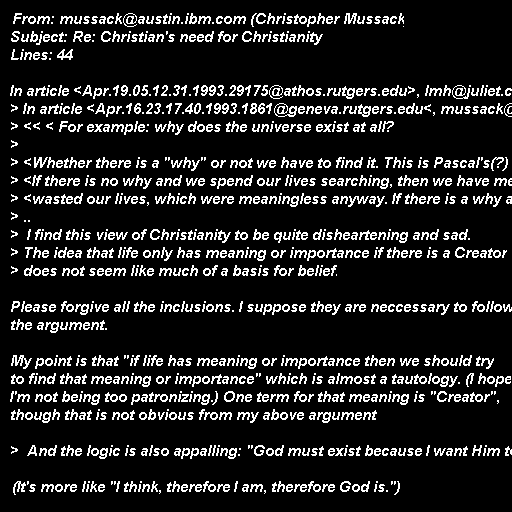 From: mussack@austin.ibm.com (Christopher Mussack
Subject: Re: Christian's need for Christianity
Lines: 44
In article <Apr.19.05.12.31.1993.29175@athos.rutgers.edu>, lmh@juliet.c
> In article <Apr.16.23.17.40.1993.1861@geneva.rutgers.edu<, mussack@
> << < For example: why does the universe exist at all?
>
> <Whether there is a "why" or not we have to find it. This is Pascal's(?)
> <If there is no why and we spend our lives searching, then we have me
> <wasted our lives, which were meaningless anyway. If there is a why a
> ..
> I find this view of Christianity to be quite disheartening and sad.
> The idea that life only has meaning or importance if there is a Creator
> does not seem like much of a basis for belief.
Please forgive all the inclusions. I suppose they are neccessary to follow
the argument.
My point is that "if life has meaning or importance then we should try
to find that meaning or importance" which is almost a tautology. (I hope
I'm not being too patronizing.) One term for that meaning is "Creator",
though that is not obvious from my above argument
> And the logic is also appalling: "God must exist because I want Him t
(It's more like "I think, therefore I am, therefore God is.")